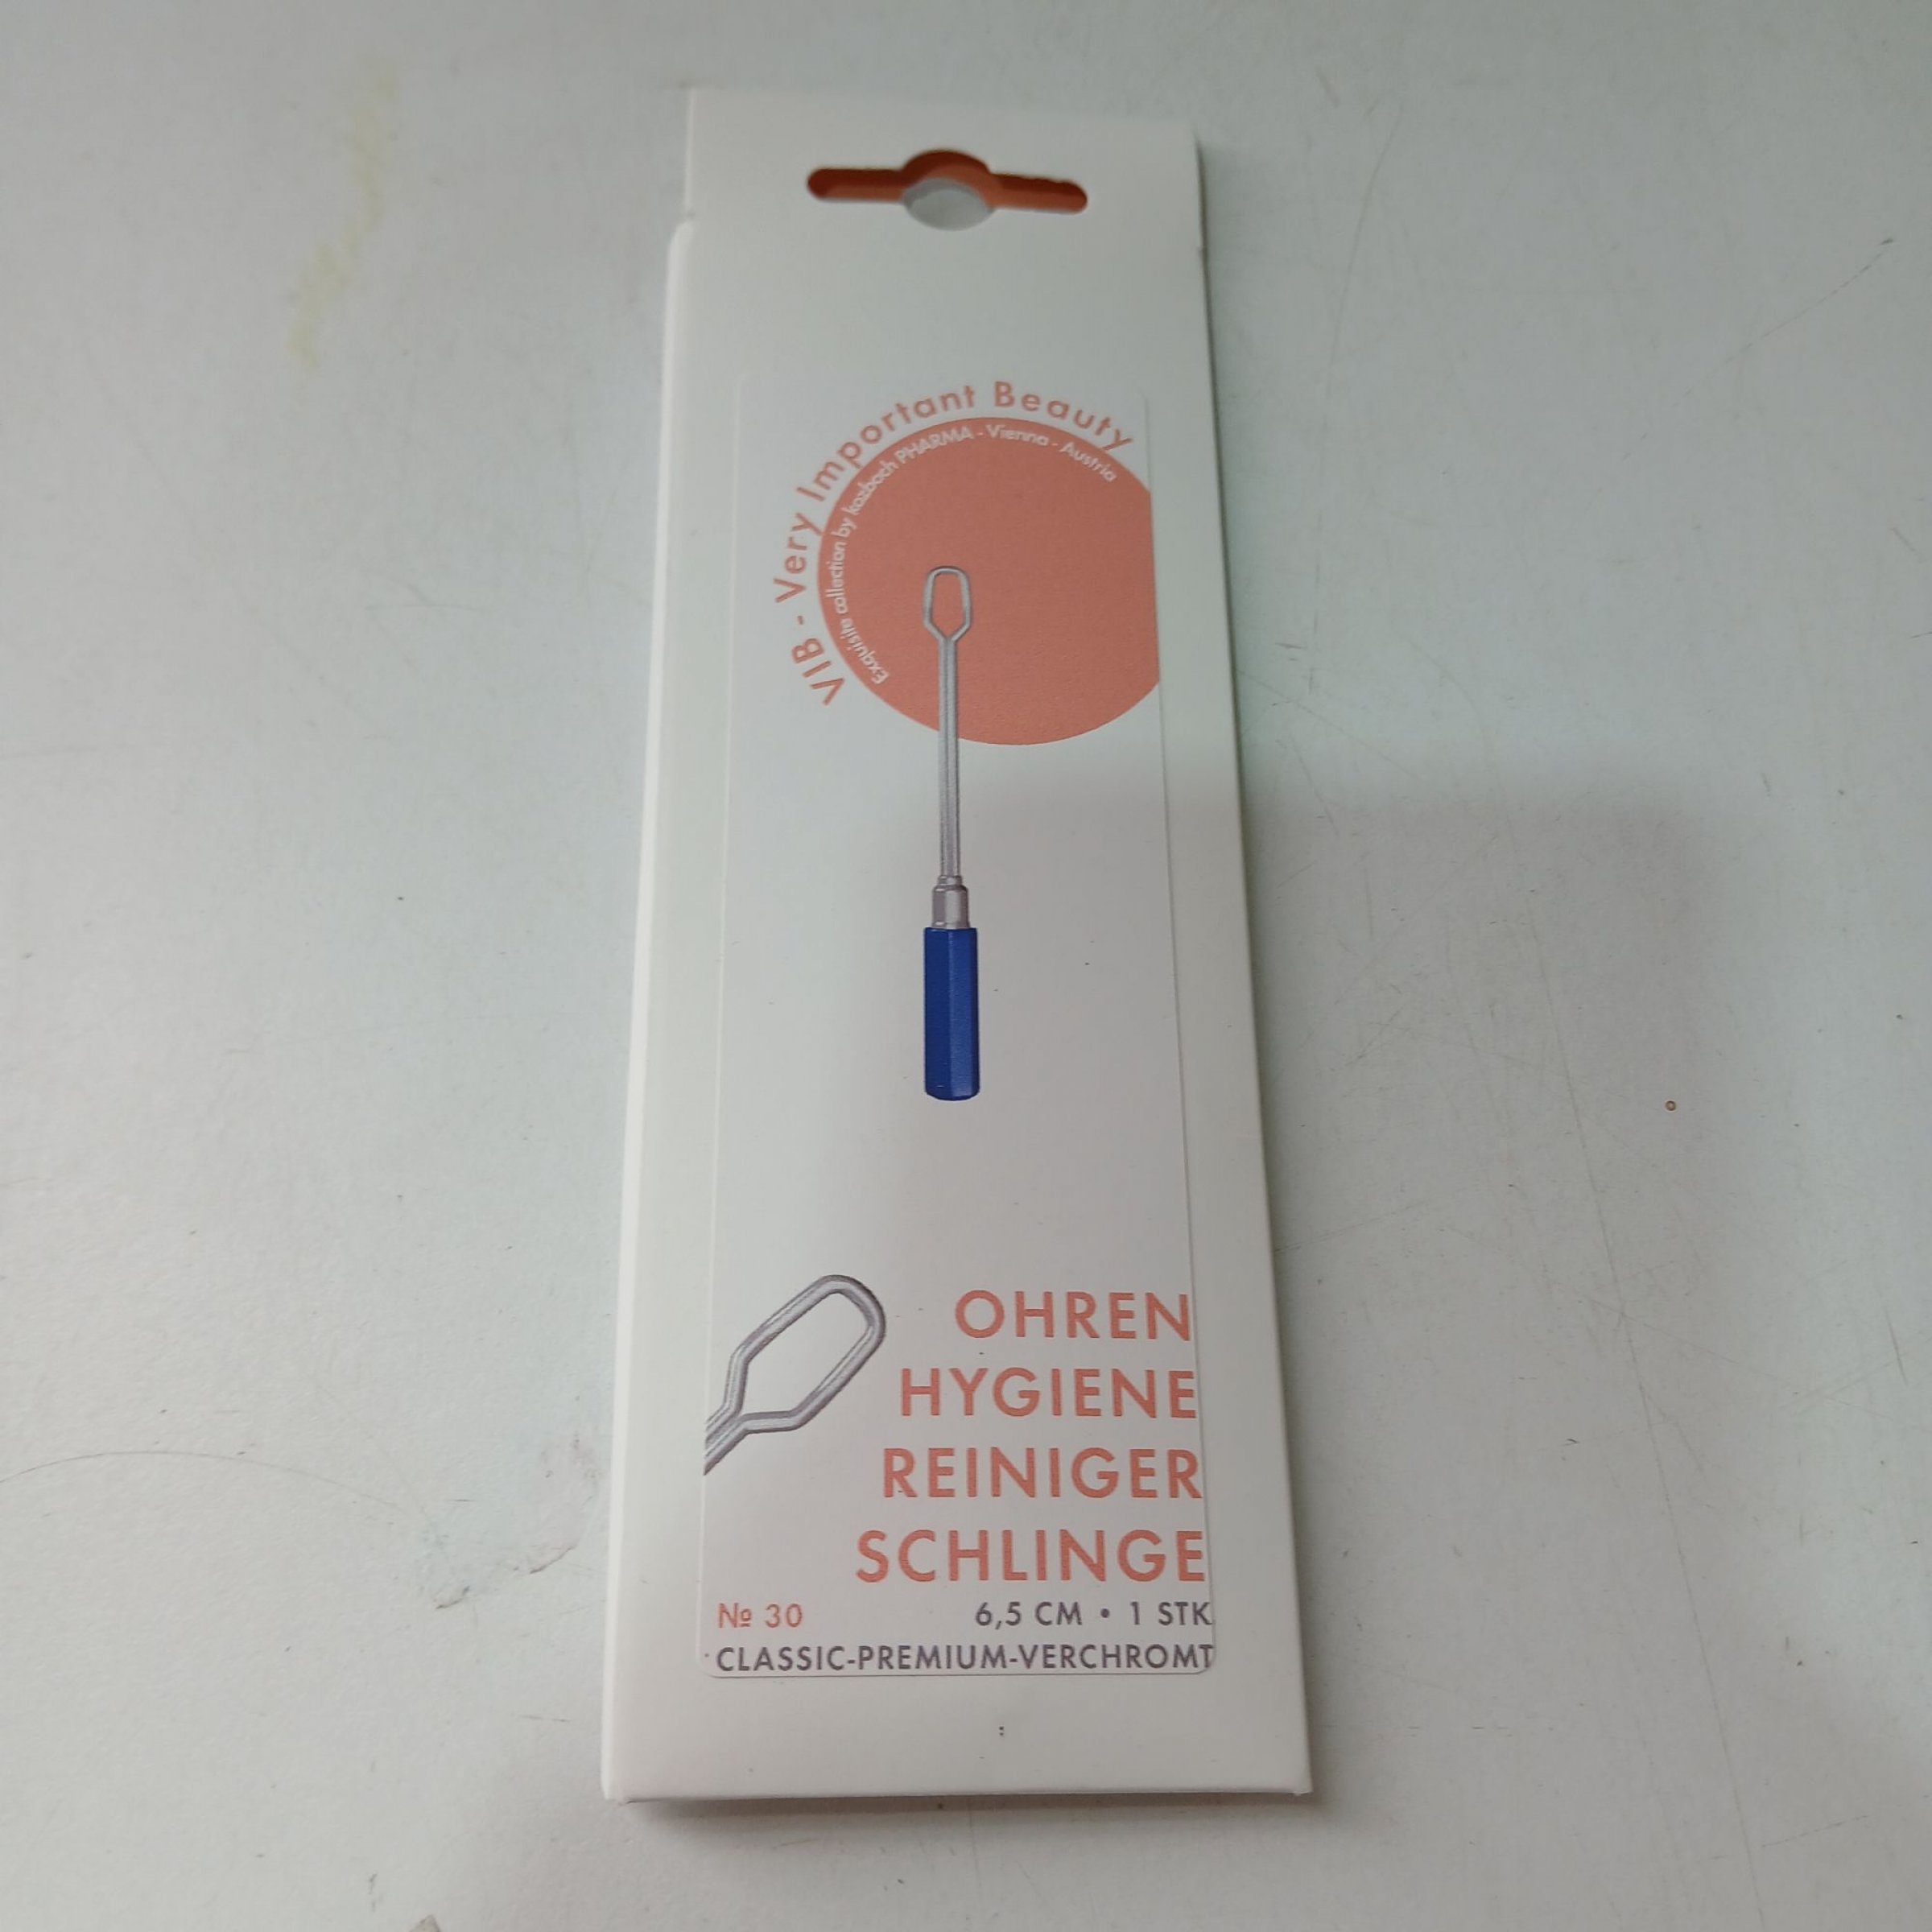 VIB - Very Important Beauty
Exquisite collection by kozbach PHARMA - Vienna - Austria
OHREN
HYGIENE
REINIGER
SCHLINGE
№ 30
6,5 CM • 1 STK
CLASSIC-PREMIUM-VERCHROMT